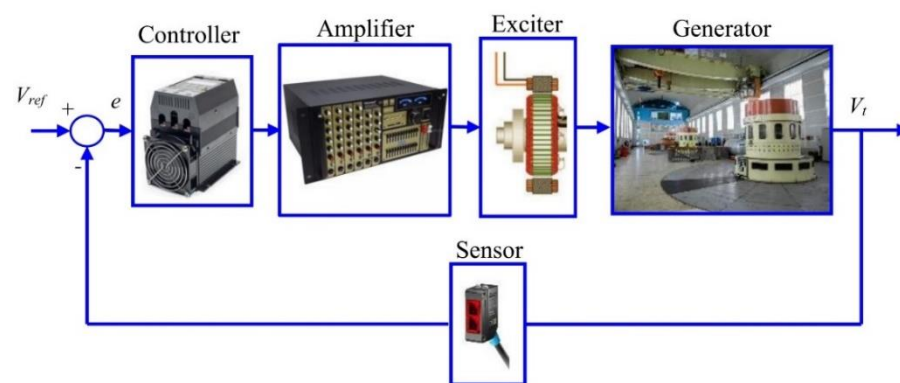 Controller
Amplifier
Exciter
Generator
V_ref
+
e
V_t
-
Sensor